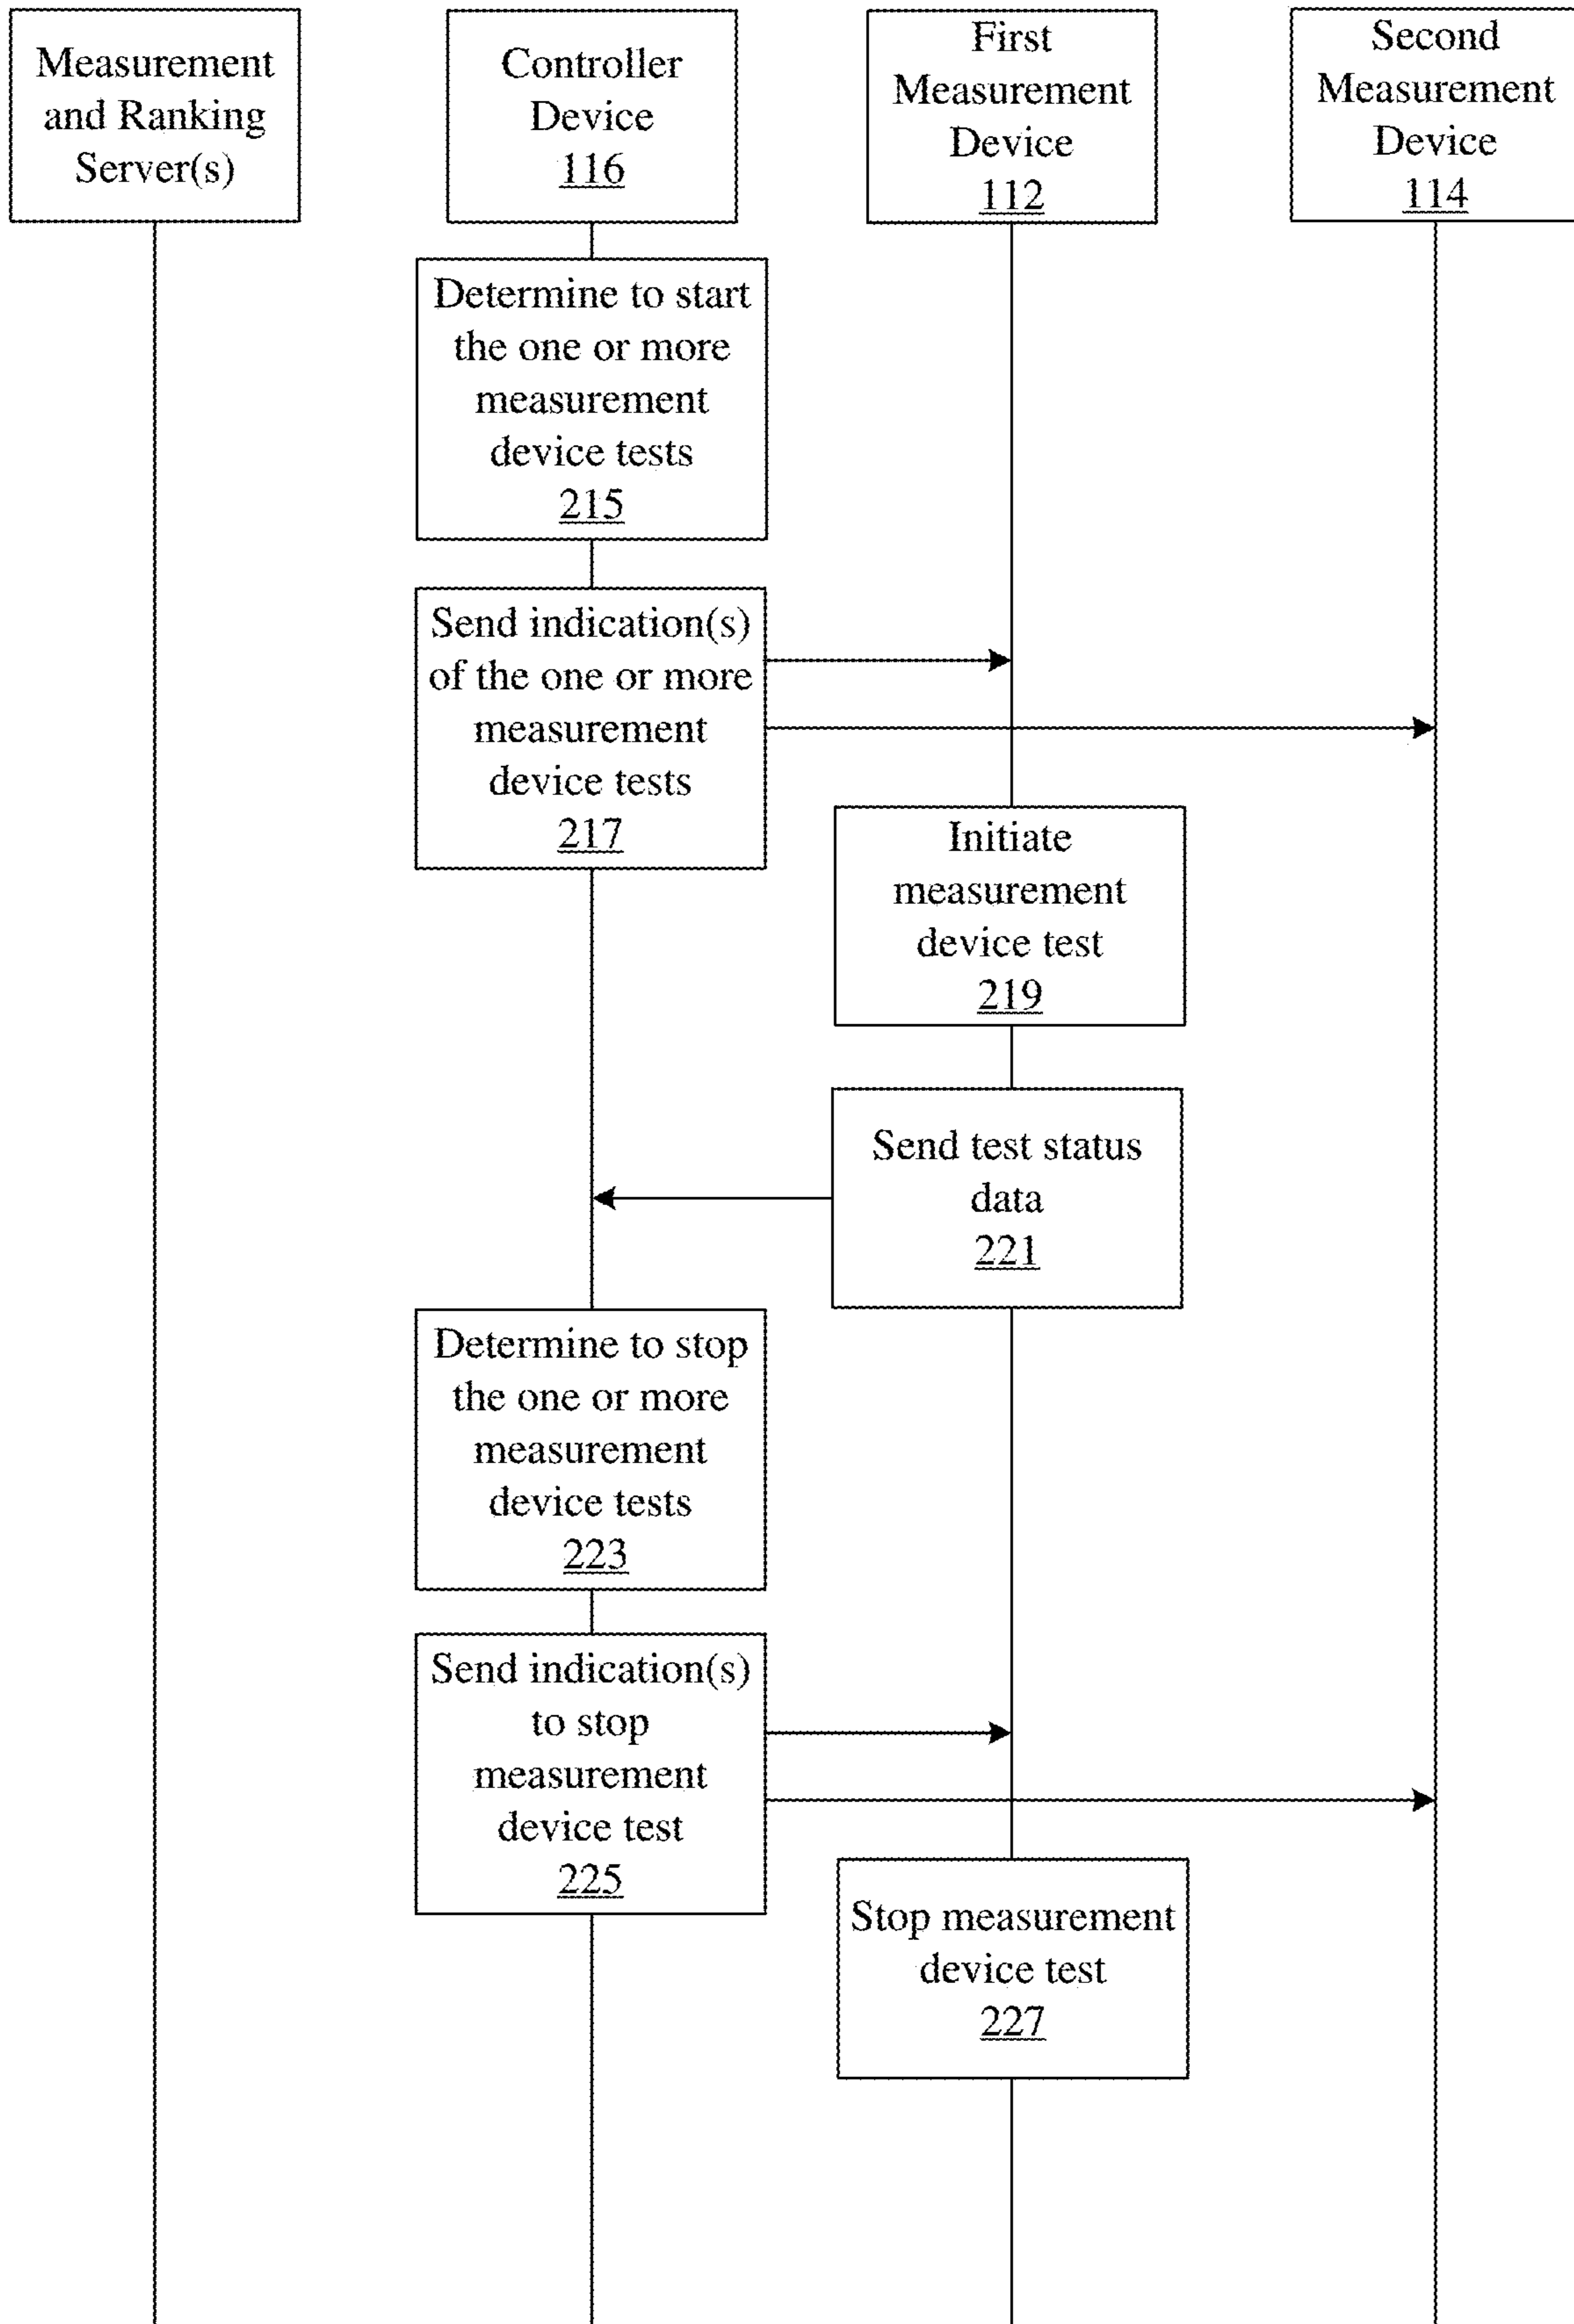 Measurement
and Ranking
Server(s)
Controller
Device
116
First
Measurement
Device
112
Second
Measurement
Device
114
Determine to start
the one or more
measurement
device tests
215
Send indication(s)
of the one or more
measurement
device tests
217
Initiate
measurement
device test
219
Send test status
data
221
Determine to stop
the one or more
measurement
device tests
223
Send indication(s)
to stop
measurement
device test
225
Stop measurement
device test
227